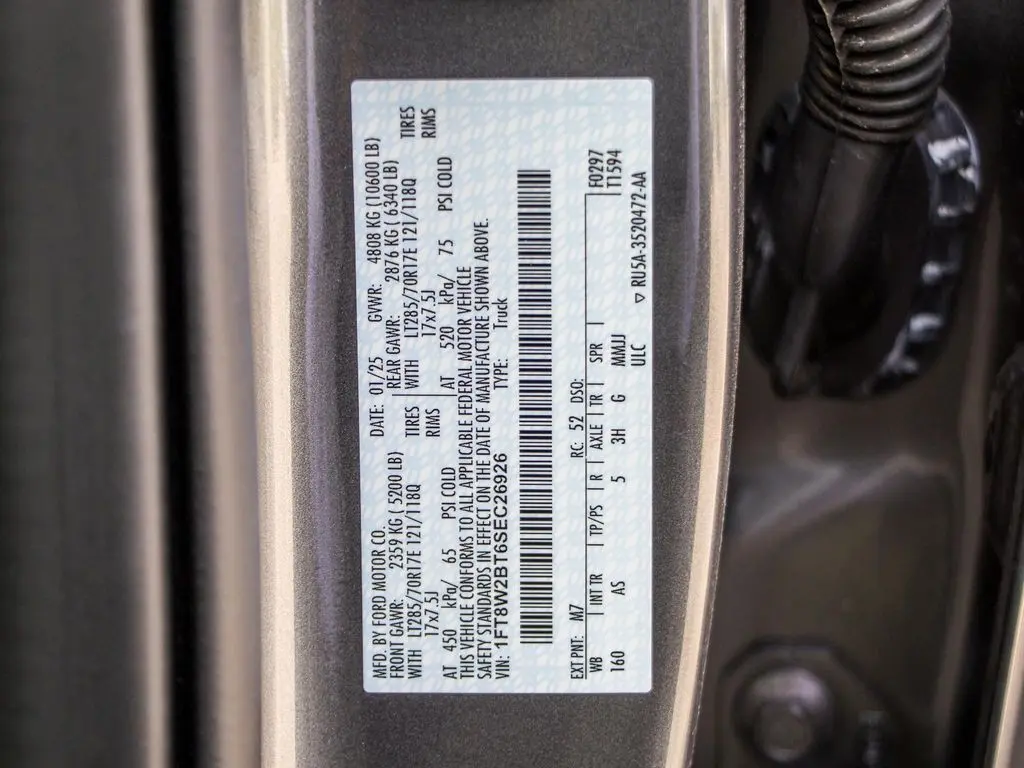 MFD. BY FORD MOTOR CO. DATE: 01/25 GVWR: 4808 KG (10600 LB)
FRONT GAWR: 2359 KG ( 5200 LB) REAR GAWR: 2876 KG ( 6340 LB)
WITH LT285/70R17E 121/118Q TIRES WITH LT285/70R17E 121/118Q TIRES
17x7.5J RIMS 17x7.5J RIMS
AT 450 kPa/ 65 PSI COLD AT 520 kPa/ 75 PSI COLD
THIS VEHICLE CONFORMS TO ALL APPLICABLE FEDERAL MOTOR VEHICLE
SAFETY STANDARDS IN EFFECT ON THE DATE OF MANUFACTURE SHOWN ABOVE.
VIN: 1FT8W2BT6SEC26926 TYPE: Truck
EXT PNT: M7 RC: 52 DSO: F0297
WB INT TR TP/PS R AXLE TR SPR T1594
160 AS 5 3H G MMJJ
ULC ▽ RU5A-3520472-AA